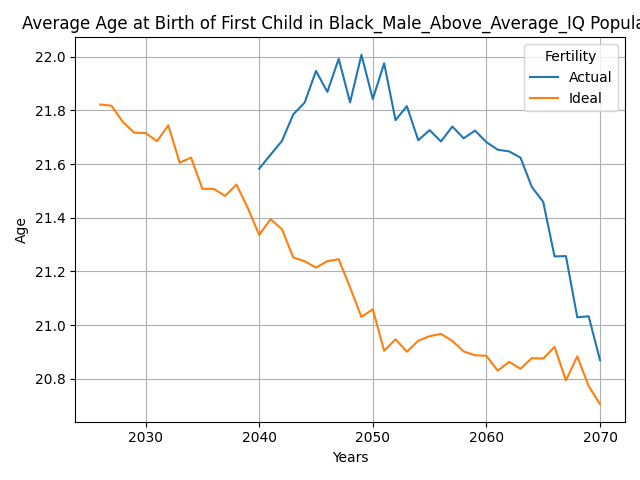 Average Age at Birth of First Child in Black_Male_Above_Average_IQ Popula
Fertility
Actual
Ideal
22.0
21.8
21.6
21.4
21.2
21.0
20.8
Age
2030 2040 2050 2060 2070
Years